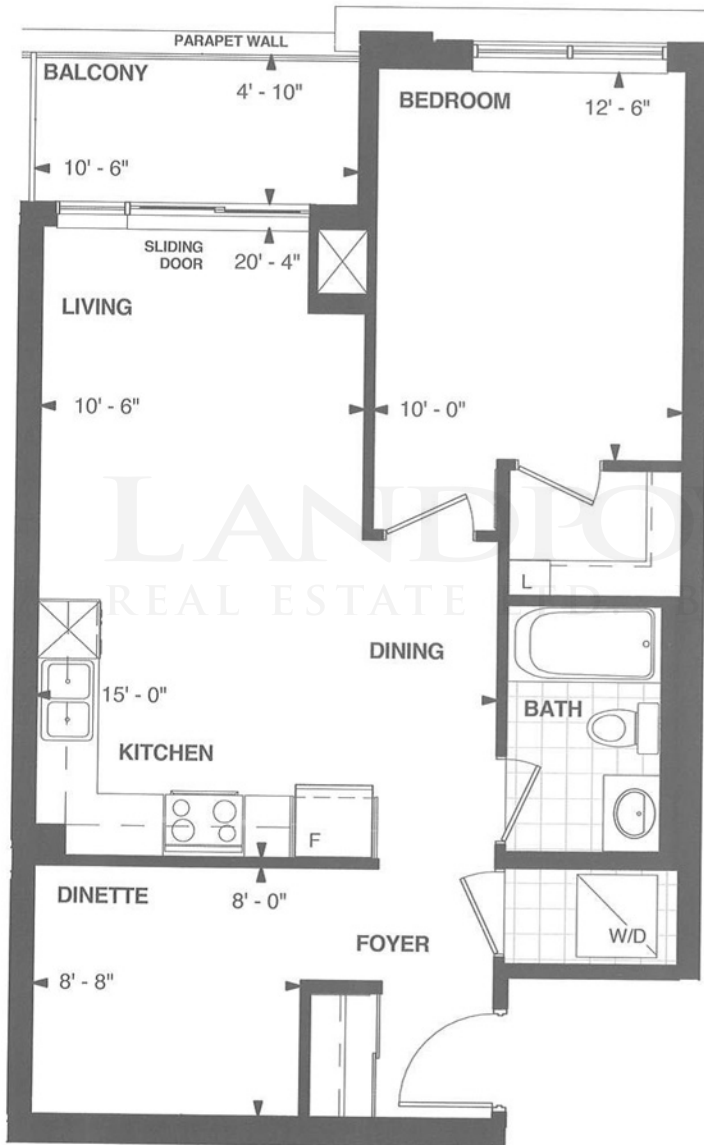 PARAPET WALL
BALCONY
4' - 10"
10' - 6"
BEDROOM
12' - 6"
SLIDING
DOOR
20' - 4"
LIVING
10' - 6"
10' - 0"
LANDPO
REAL ESTATE LTD. B
L
DINING
15' - 0"
BATH
KITCHEN
F
DINETTE
8' - 0"
FOYER
W/D
8' - 8"